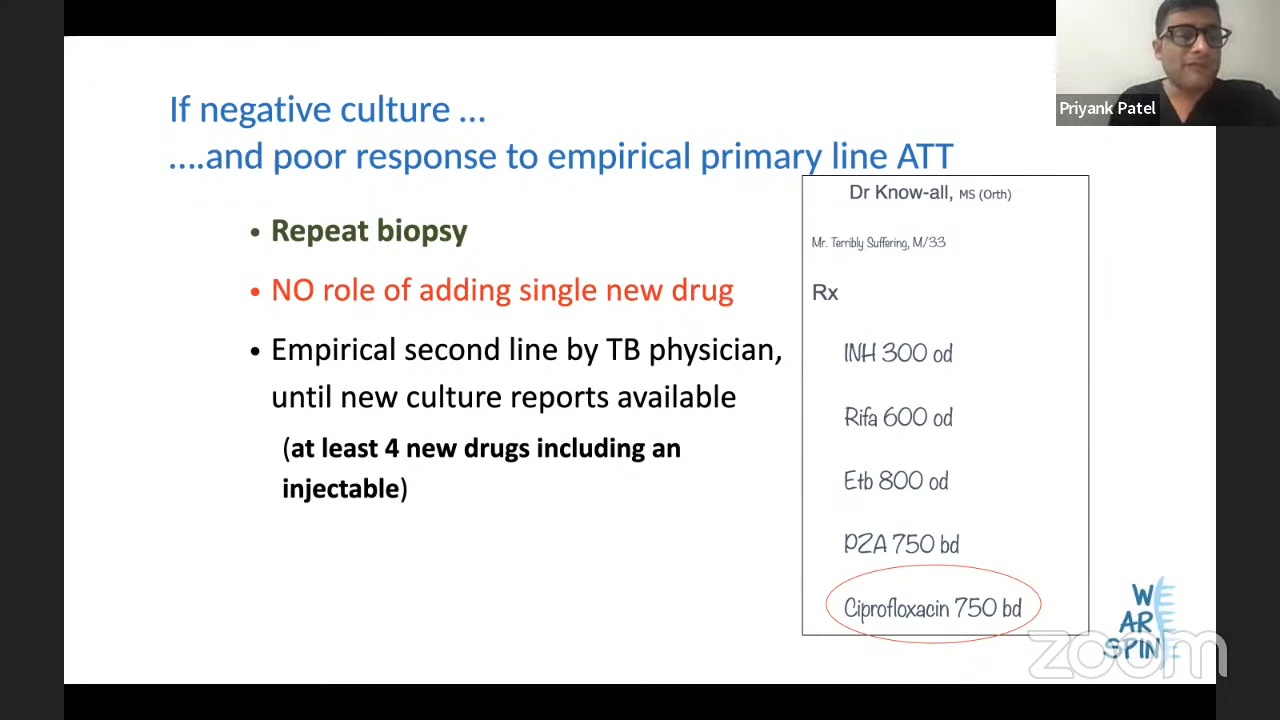 If negative culture ...
....and poor response to empirical primary line ATT
• Repeat biopsy
• NO role of adding single new drug
• Empirical second line by TB physician,
until new culture reports available
(at least 4 new drugs including an
injectable)
Dr Know-all, MS (Orth)
Mr. Terribly Suffering, M/33
Rx
INH 300 od
Rifa 600 od
Etb 800 od
PZA 750 bd
Ciprofloxacin 750 bd
Priyank Patel
W
AR
SPIN
zoom